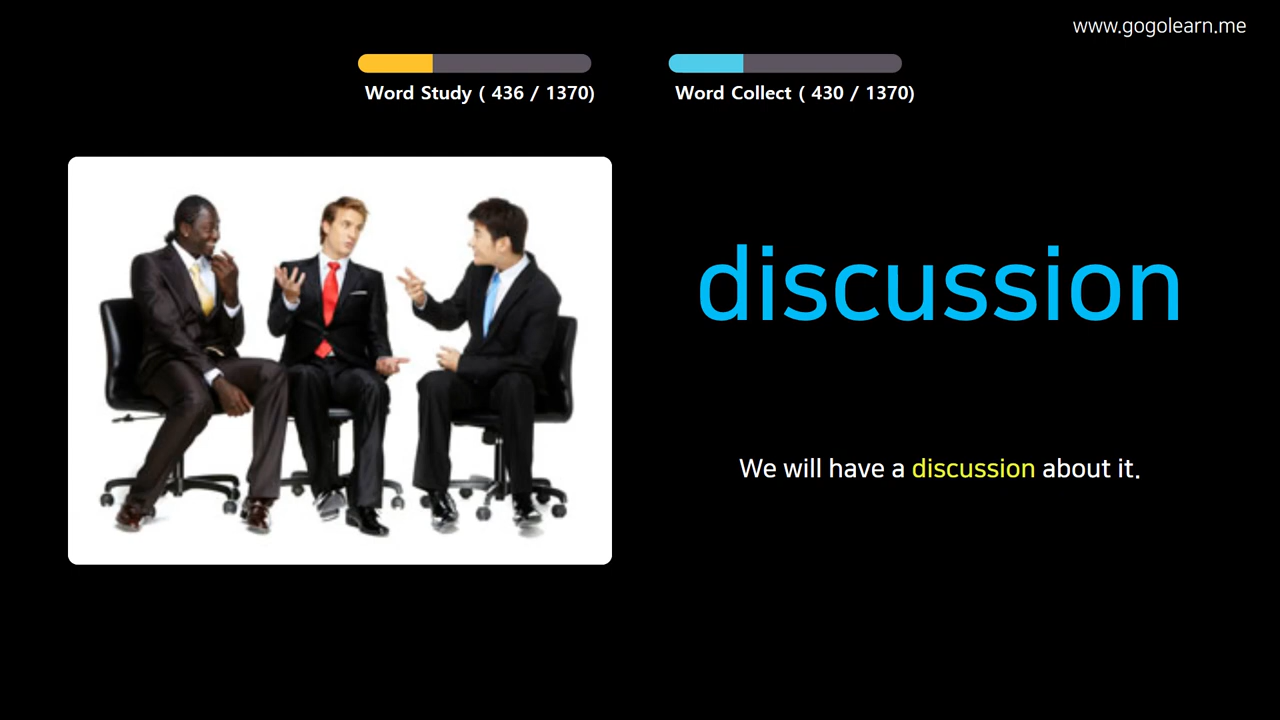 www.gogolearn.me
Word Study ( 436 / 1370)
Word Collect ( 430 / 1370)
discussion
We will have a discussion about it.